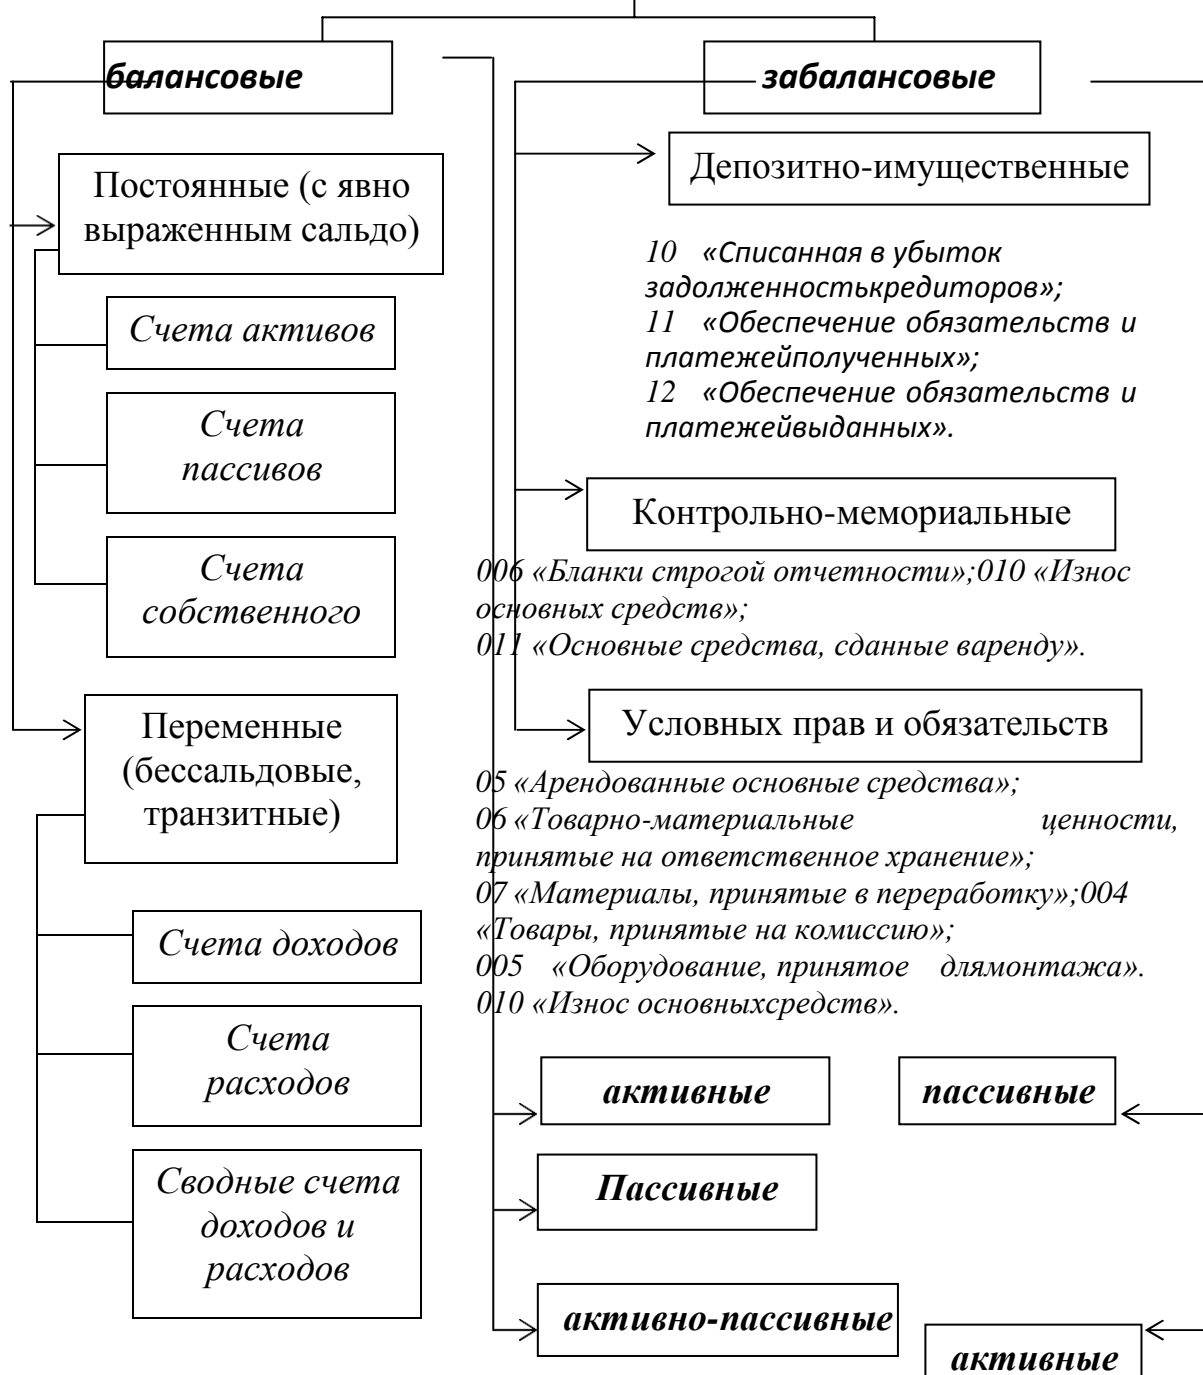 балансовые
забалансовые
Постоянные (с явно
выраженным сальдо)
Счета активов
Счета
пассивов
Счета
собственного
Переменные
(бессальдовые,
транзитные)
Счета доходов
Счета
расходов
Сводные счета
доходов и
расходов
Депозитно-имущественные
10 «Списанная в убыток
задолженностькредиторов»;
11 «Обеспечение обязательств и
платежейполученных»;
12 «Обеспечение обязательств и
платежейвыданных».
Контрольно-мемориальные
006 «Бланки строгой отчетности»;010 «Износ
основных средств»;
011 «Основные средства, сданные варенду».
Условных прав и обязательств
05 «Арендованные основные средства»;
06 «Товарно-материальные ценности,
принятые на ответственное хранение»;
07 «Материалы, принятые в переработку»;004
«Товары, принятые на комиссию»;
005 «Оборудование, принятое длямонтажа».
010 «Износ основныхсредств».
активные
пассивные
Пассивные
активно-пассивные
активные